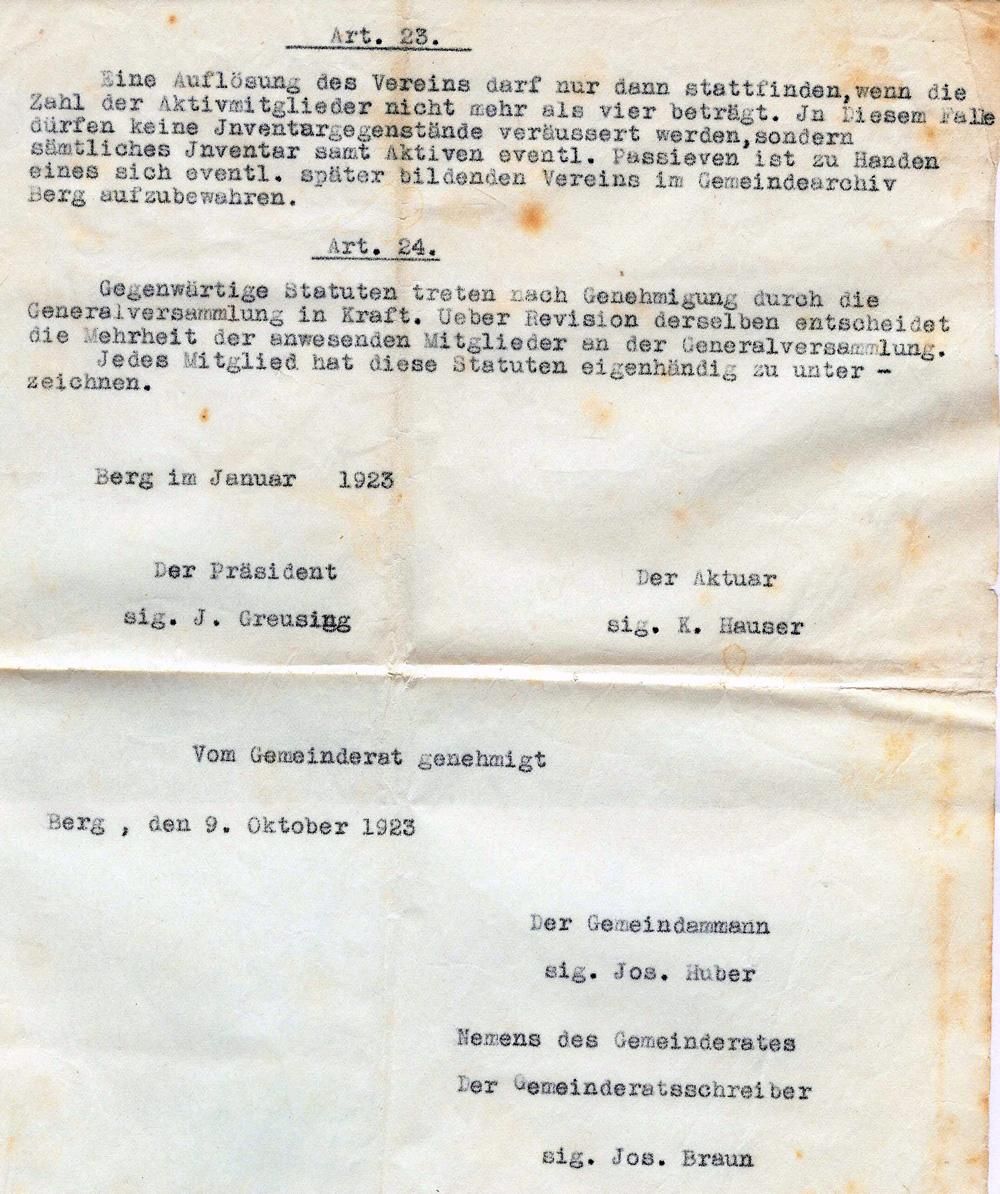 Art. 23.
Eine Auflösung des Vereins darf nur dann stattfinden,wenn die
Zahl der Aktivmitglieder nicht mehr als vier beträgt. Jn Diesem Falle
dürfen keine Jnventargegenstände veräussert werden,sondern
sämtliches Jnventar samt Aktiven eventl. Passieven ist zu Handen
eines sich eventl. später bildenden Vereins im Gemeindearchiv
Berg aufzubewahren.
Art. 24.
Gegenwärtige Statuten treten nach Genehmigung durch die
Generalversammlung in Kraft. Ueber Revision derselben entscheidet
die Mehrheit der anwesenden Mitglieder an der Generalversammlung.
Jedes Mitglied hat diese Statuten eigenhändig zu unter -
zeichnen.
Berg im Januar 1923
Der Präsident
Der Aktuar
sig. J. Greusing
sig. K. Hauser
Vom Gemeinderat genehmigt
Berg , den 9. Oktober 1923
Der Gemeindammann
sig. Jos. Huber
Nemens des Gemeinderates
Der Gemeinderatsschreiber
sig. Jos. Braun